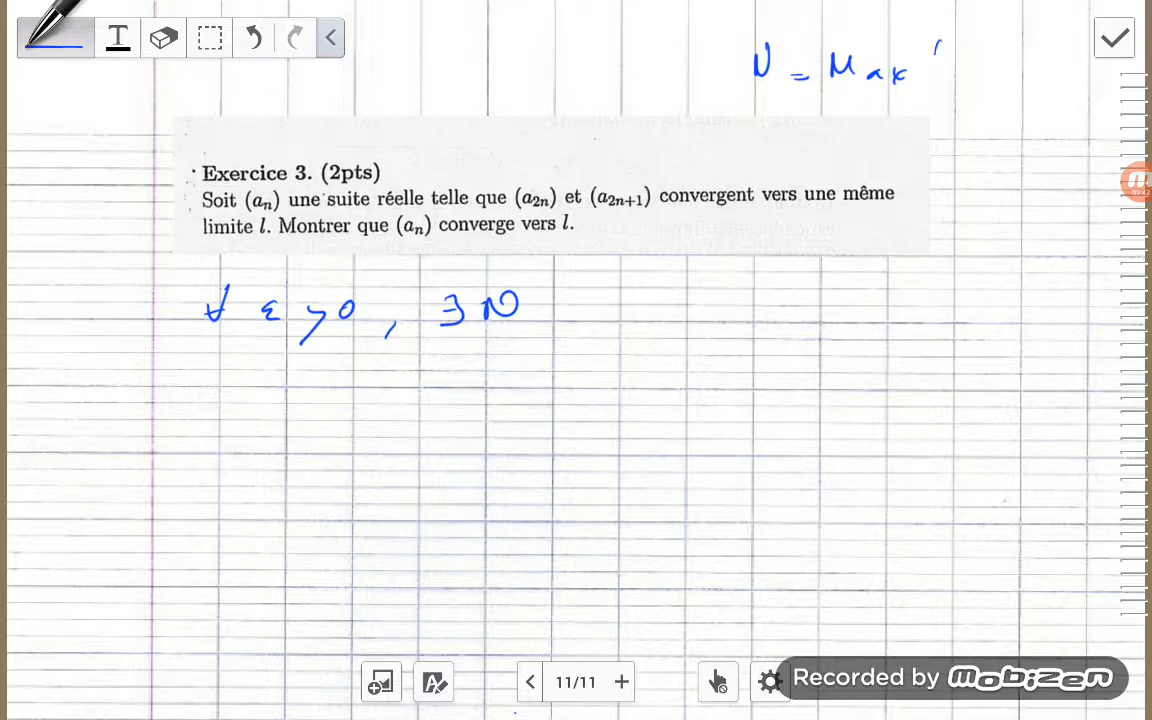 T
N = Max (
Exercice 3. (2pts)
Soit (aₙ) une suite réelle telle que (a₂ₙ) et (a₂ₙ₊₁) convergent vers une même
limite l. Montrer que (aₙ) converge vers l.
∀ ε > 0 , ∃ N
11/11
Recorded by mobizen